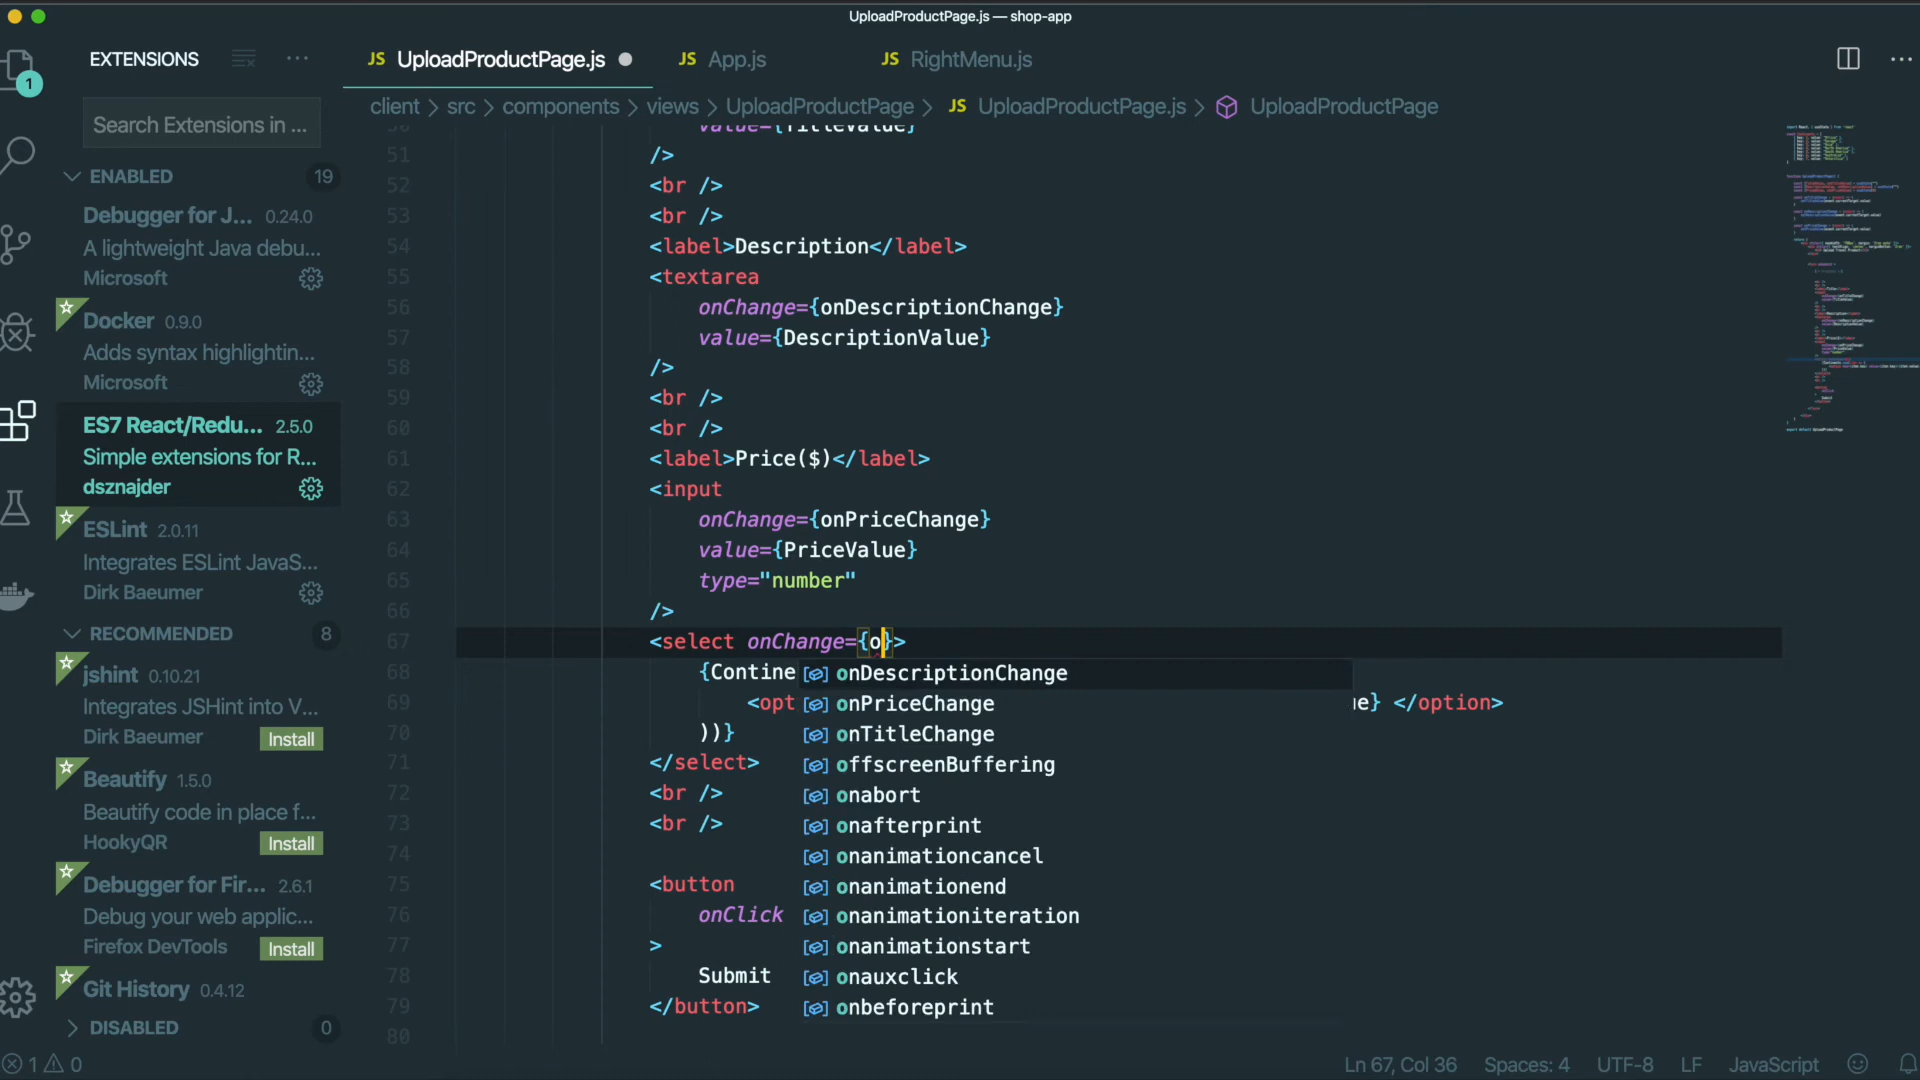 UploadProductPage.js — shop-app
EXTENSIONS
JS UploadProductPage.js
JS App.js
JS RightMenu.js
1
client > src > components > views > UploadProductPage > JS UploadProductPage.js > UploadProductPage
Search Extensions in ...
ENABLED 19
Debugger for J... 0.24.0
A lightweight Java debu...
Microsoft
Docker 0.9.0
Adds syntax highlightin...
Microsoft
ES7 React/Redu... 2.5.0
Simple extensions for R...
dsznajder
ESLint 2.0.11
Integrates ESLint JavaS...
Dirk Baeumer
RECOMMENDED 8
jshint 0.10.21
Integrates JSHint into V...
Dirk Baeumer Install
Beautify 1.5.0
Beautify code in place f...
HookyQR Install
Debugger for Fir... 2.6.1
Debug your web applic...
Firefox DevTools Install
Git History 0.4.12
DISABLED 0
50 value={TitleValue}
51 />
52 <br />
53 <br />
54 <label>Description</label>
55 <textarea
56 onChange={onDescriptionChange}
57 value={DescriptionValue}
58 />
59 <br />
60 <br />
61 <label>Price($)</label>
62 <input
63 onChange={onPriceChange}
64 value={PriceValue}
65 type="number"
66 />
67 <select onChange={o}>
68 {Contine
69 <opt e} </option>
70 ))}
71 </select>
72 <br />
73 <br />
74
75 <button
76 onClick
77 >
78 Submit
79 </button>
80
onDescriptionChange
onPriceChange
onTitleChange
offscreenBuffering
onabort
onafterprint
onanimationcancel
onanimationend
onanimationiteration
onanimationstart
onauxclick
onbeforeprint
1 0
Ln 67, Col 36 Spaces: 4 UTF-8 LF JavaScript